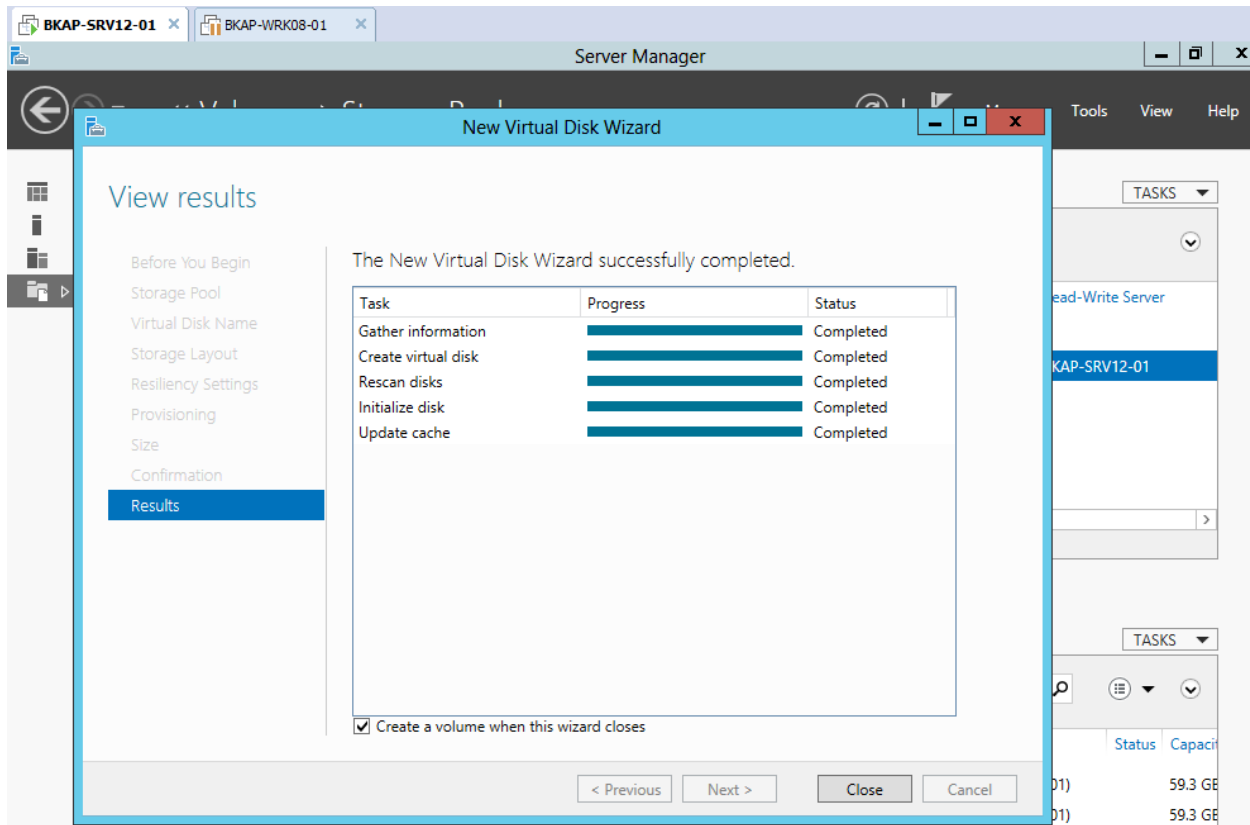 BKAP-SRV12-01 × BKAP-WRK08-01 ×
Server Manager
Tools View Help
New Virtual Disk Wizard
View results
TASKS
Before You Begin
Storage Pool
Virtual Disk Name
Storage Layout
Resiliency Settings
Provisioning
Size
Confirmation
Results
The New Virtual Disk Wizard successfully completed.
Task Progress Status
Gather information Completed
Create virtual disk Completed
Rescan disks Completed
Initialize disk Completed
Update cache Completed
Create a volume when this wizard closes
< Previous Next > Close Cancel
ead-Write Server
KAP-SRV12-01
TASKS
Status Capacit
01) 59.3 GB
01) 59.3 GB